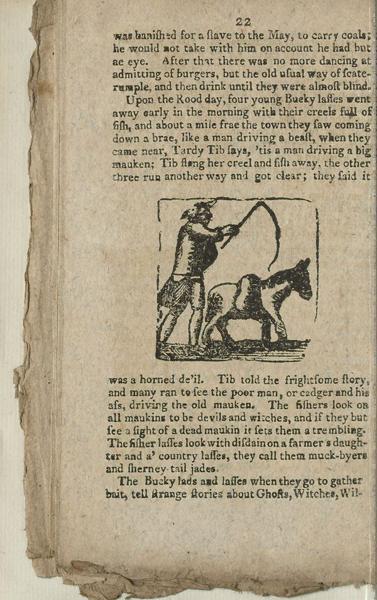 22
was banished for a slave to the May, to carry coals;
he would not take with him on account he had but
ae eye. After that there was no more dancing at
admitting of burgers, but the old usual way of scate-
rumple, and then drink until they were almost blind.
Upon the Rood day, four young Bucky lasses went
away early in the morning with their creels full of
fish, and about a mile frae the town they saw coming
down a brae, like a man driving a beast, when they
came near, Tardy Tib says, 'tis a man driving a big
mauken; Tib flang her creel and fish away, the other
three run another way and got clear; they said it
was a horned de'il. Tib told the frightsome story,
and many ran to see the poor man, or cadger and his
ass, driving the old mauken. The fishers look on
all maukins to be devils and witches, and if they but
see a sight of a dead maukin it sets them a trembling.
The fisher lasses look with disdain on a farmer's daugh-
ter and a' country lasses, they call them muck-byers
and sherney-tail jades.
The Bucky lads and lasses when they go to gather
bait, tell strange stories about Ghosts, Witches, Wil-